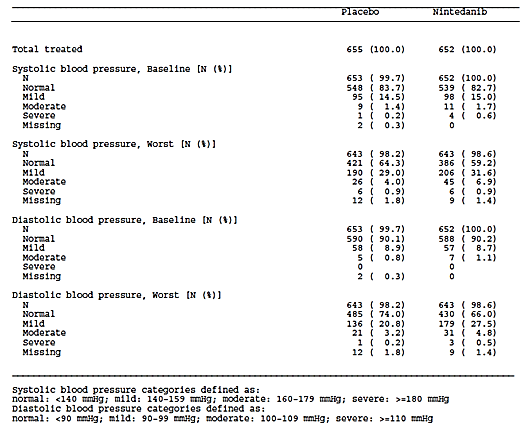 Placebo Nintedanib
Total treated 655 (100.0) 652 (100.0)
Systolic blood pressure, Baseline [N (%)]
N 653 ( 99.7) 652 (100.0)
Normal 548 ( 83.7) 539 ( 82.7)
Mild 95 ( 14.5) 98 ( 15.0)
Moderate 9 ( 1.4) 11 ( 1.7)
Severe 1 ( 0.2) 4 ( 0.6)
Missing 2 ( 0.3) 0
Systolic blood pressure, Worst [N (%)]
N 643 ( 98.2) 643 ( 98.6)
Normal 421 ( 64.3) 386 ( 59.2)
Mild 190 ( 29.0) 206 ( 31.6)
Moderate 26 ( 4.0) 45 ( 6.9)
Severe 6 ( 0.9) 6 ( 0.9)
Missing 12 ( 1.8) 9 ( 1.4)
Diastolic blood pressure, Baseline [N (%)]
N 653 ( 99.7) 652 (100.0)
Normal 590 ( 90.1) 588 ( 90.2)
Mild 58 ( 8.9) 57 ( 8.7)
Moderate 5 ( 0.8) 7 ( 1.1)
Severe 0 0
Missing 2 ( 0.3) 0
Diastolic blood pressure, Worst [N (%)]
N 643 ( 98.2) 643 ( 98.6)
Normal 485 ( 74.0) 430 ( 66.0)
Mild 136 ( 20.8) 179 ( 27.5)
Moderate 21 ( 3.2) 31 ( 4.8)
Severe 1 ( 0.2) 3 ( 0.5)
Missing 12 ( 1.8) 9 ( 1.4)
Systolic blood pressure categories defined as:
normal: <140 mmHg; mild: 140-159 mmHg; moderate: 160-179 mmHg; severe: >=180 mmHg
Diastolic blood pressure categories defined as:
normal: <90 mmHg; mild: 90-99 mmHg; moderate: 100-109 mmHg; severe: >=110 mmHg